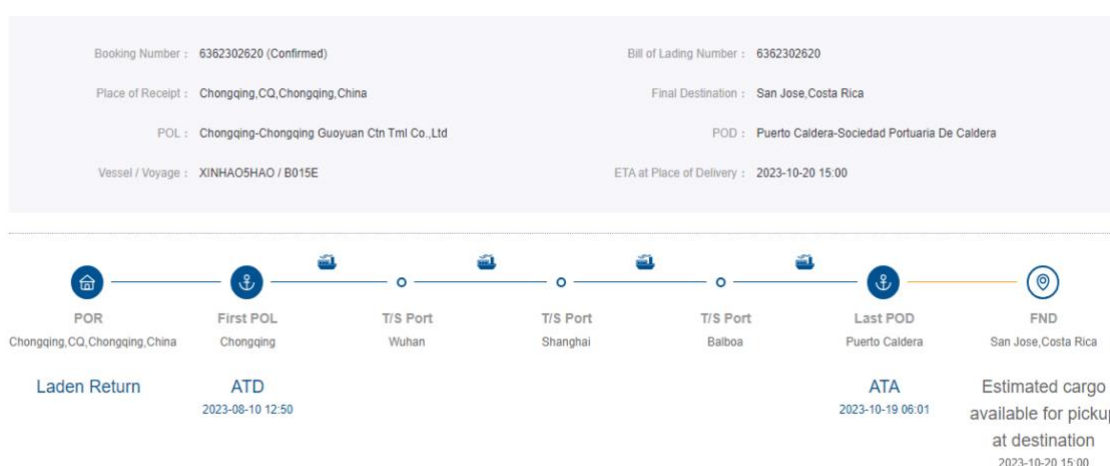 Booking Number : 6362302620 (Confirmed)
Bill of Lading Number : 6362302620
Place of Receipt : Chongqing,CQ,Chongqing,China
Final Destination : San Jose,Costa Rica
POL : Chongqing-Chongqing Guoyuan Ctn Tml Co.,Ltd
POD : Puerto Caldera-Sociedad Portuaria De Caldera
Vessel / Voyage : XINHAO5HAO / B015E
ETA at Place of Delivery : 2023-10-20 15:00
POR
First POL
T/S Port
T/S Port
T/S Port
Last POD
FND
Chongqing,CQ,Chongqing,China
Chongqing
Wuhan
Shanghai
Balboa
Puerto Caldera
San Jose,Costa Rica
Laden Return
ATD
2023-08-10 12:50
ATA
2023-10-19 06:01
Estimated cargo
available for pickup
at destination
2023-10-20 15:00